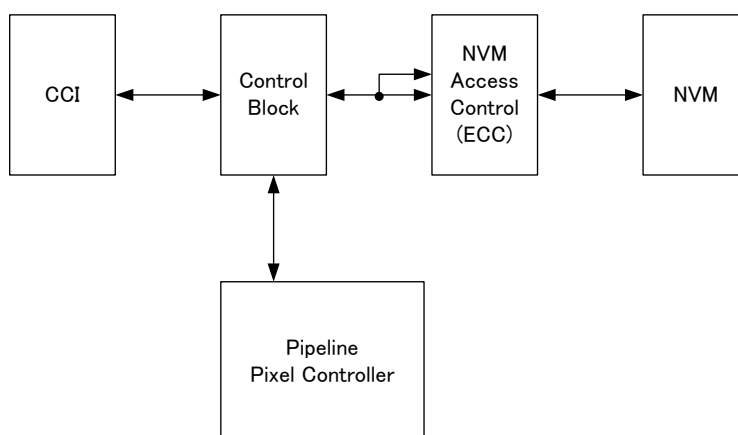 CCI
Control
Block
NVM
Access
Control
(ECC)
NVM
Pipeline
Pixel Controller